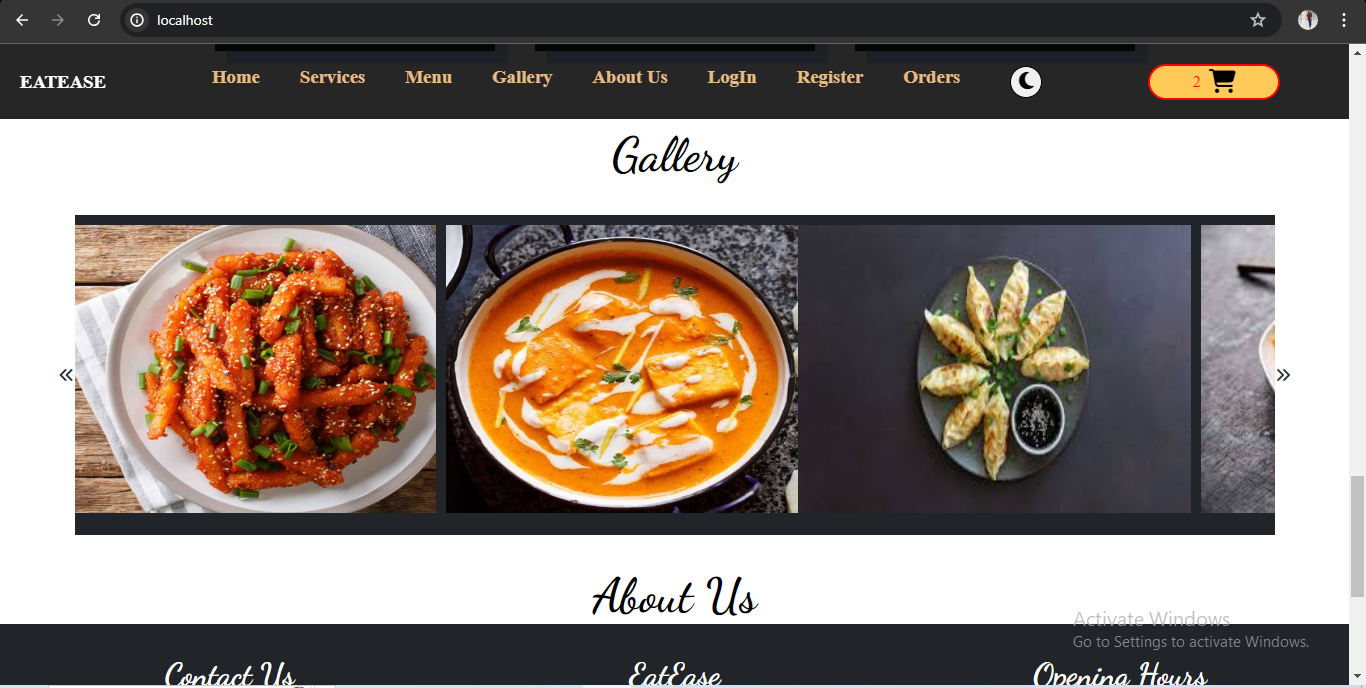 localhost
EATEASE Home Services Menu Gallery About Us LogIn Register Orders 2
Gallery
«
»
About Us
Activate Windows
Go to Settings to activate Windows.
Contact Us EatEase Opening Hours